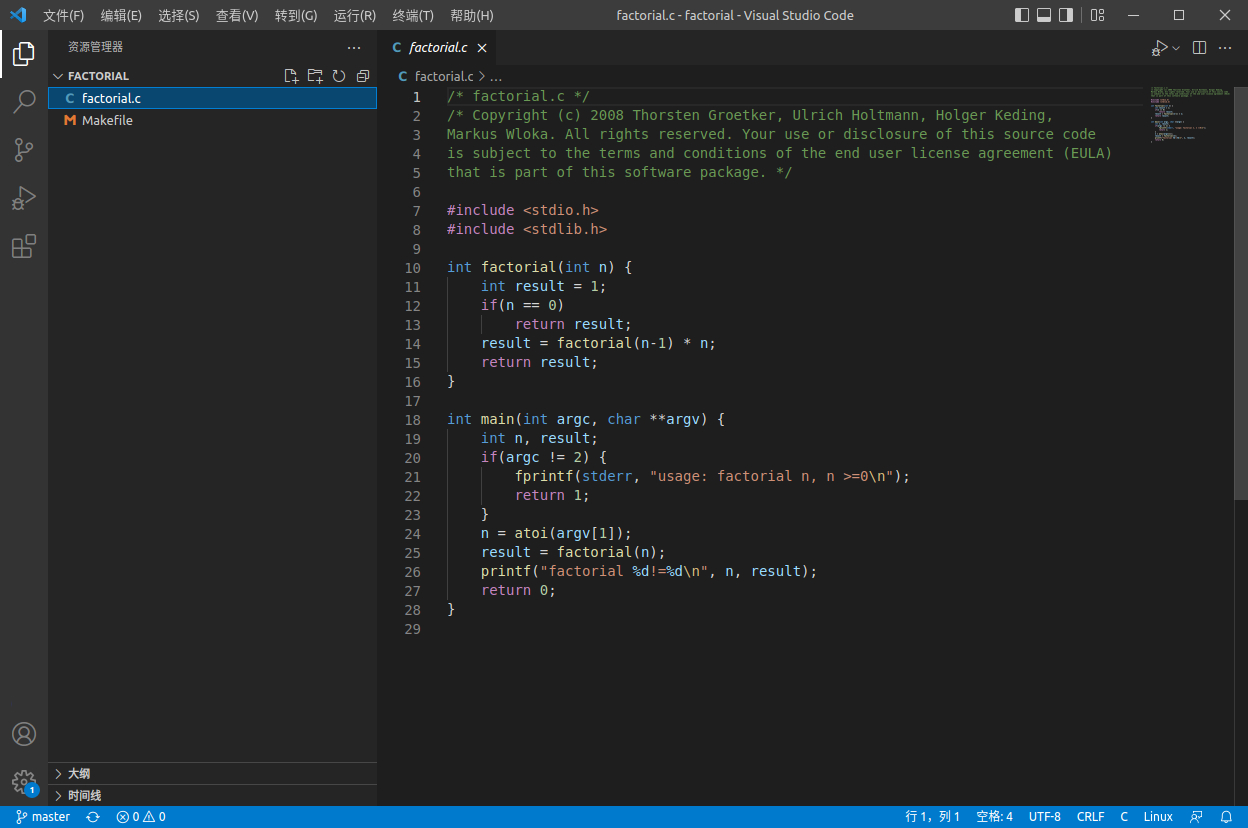 文件(F) 编辑(E) 选择(S) 查看(V) 转到(G) 运行(R) 终端(T) 帮助(H) factorial.c - factorial - Visual Studio Code
资源管理器
FACTORIAL
C factorial.c
M Makefile
大纲
时间线
C factorial.c
C factorial.c > ...
1 /* factorial.c */
2 /* Copyright (c) 2008 Thorsten Groetker, Ulrich Holtmann, Holger Keding,
3 Markus Wloka. All rights reserved. Your use or disclosure of this source code
4 is subject to the terms and conditions of the end user license agreement (EULA)
5 that is part of this software package. */
6
7 #include <stdio.h>
8 #include <stdlib.h>
9
10 int factorial(int n) {
11     int result = 1;
12     if(n == 0)
13         return result;
14     result = factorial(n-1) * n;
15     return result;
16 }
17
18 int main(int argc, char **argv) {
19     int n, result;
20     if(argc != 2) {
21         fprintf(stderr, "usage: factorial n, n >=0\n");
22         return 1;
23     }
24     n = atoi(argv[1]);
25     result = factorial(n);
26     printf("factorial %d!=%d\n", n, result);
27     return 0;
28 }
29
1
master 0 0 行 1，列 1 空格: 4 UTF-8 CRLF C Linux